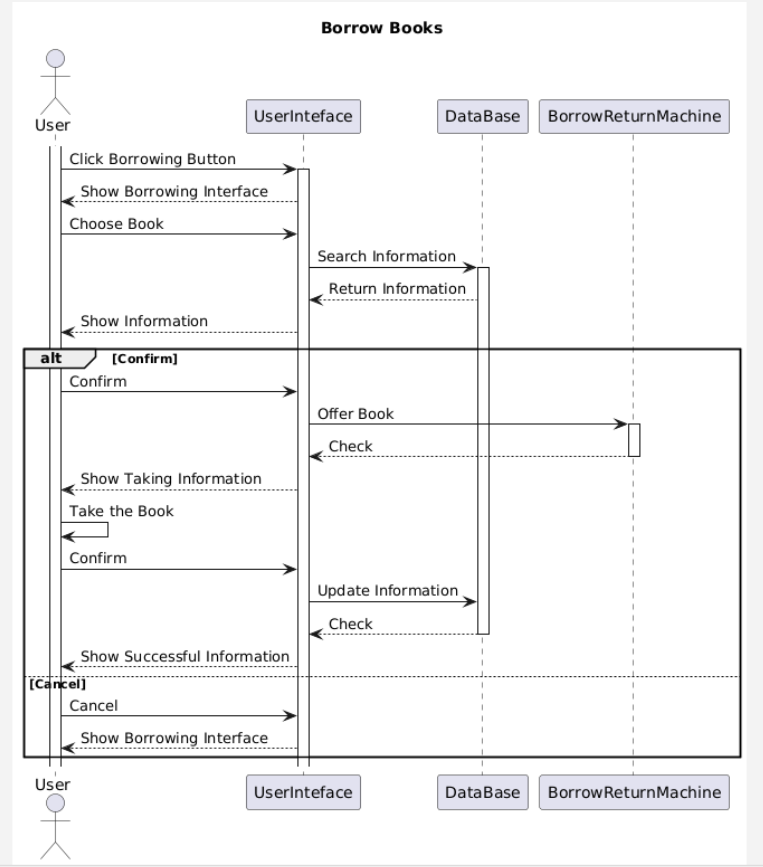 Borrow Books
User
UserInteface
DataBase
BorrowReturnMachine
Click Borrowing Button
Show Borrowing Interface
Choose Book
Search Information
Return Information
Show Information
alt
[Confirm]
Confirm
Offer Book
Check
Show Taking Information
Take the Book
Confirm
Update Information
Check
Show Successful Information
[Cancel]
Cancel
Show Borrowing Interface
User
UserInteface
DataBase
BorrowReturnMachine